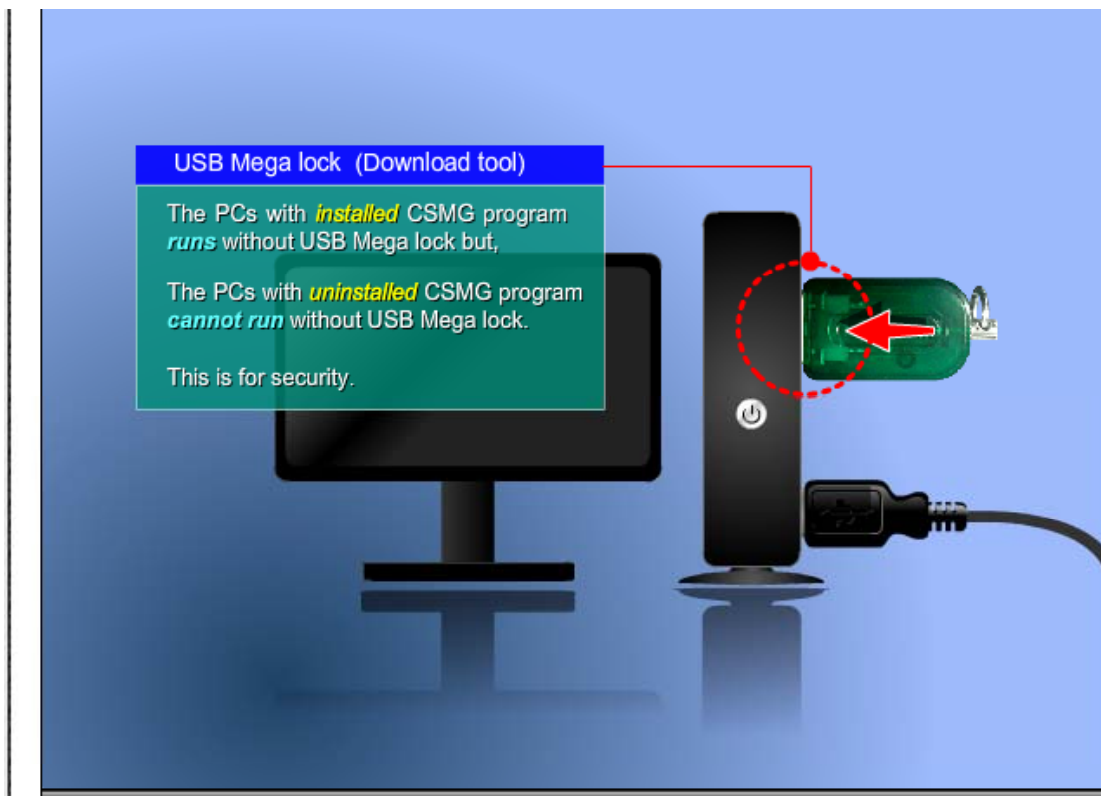 USB Mega lock (Download tool)
The PCs with installed CSMG program
runs without USB Mega lock but,
The PCs with uninstalled CSMG program
cannot run without USB Mega lock.
This is for security.